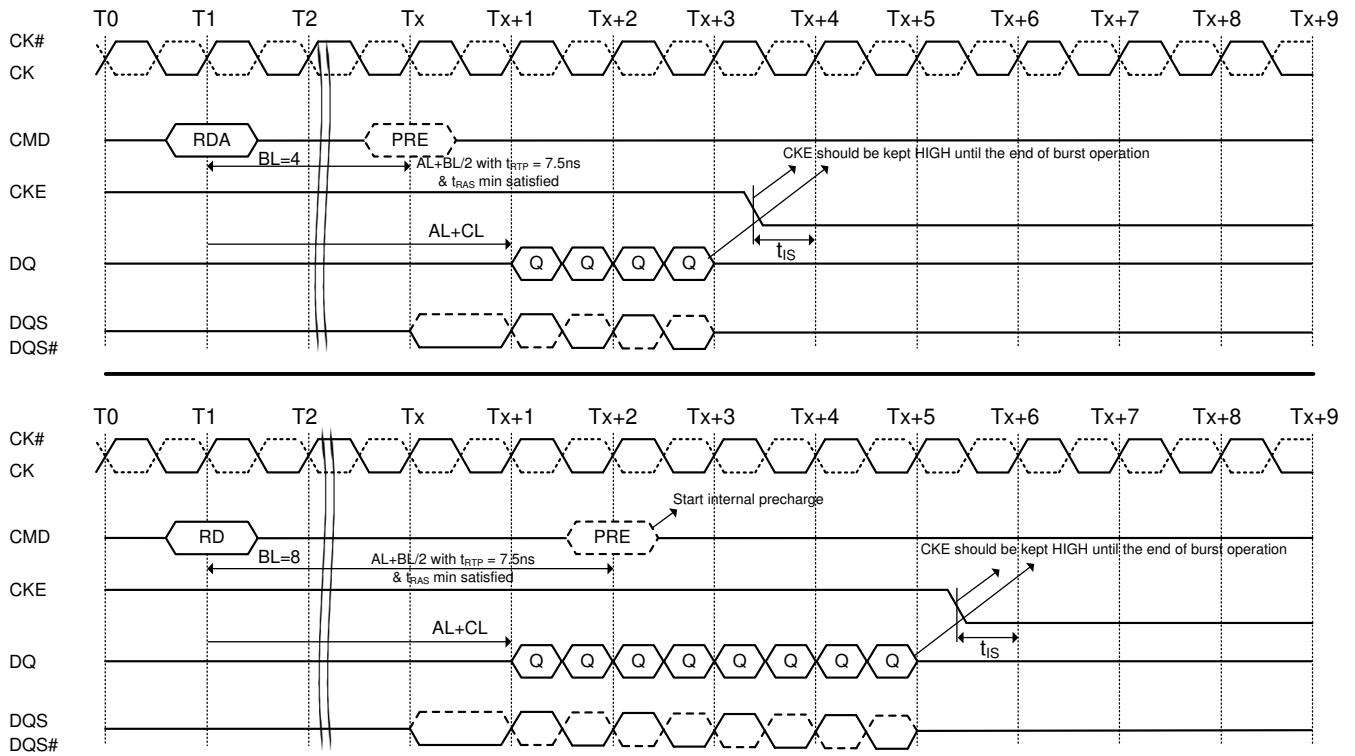 T0 T1 T2 Tx Tx+1 Tx+2 Tx+3 Tx+4 Tx+5 Tx+6 Tx+7 Tx+8 Tx+9
CK#
CK
CMD RDA PRE
BL=4 AL+BL/2 with tRTP = 7.5ns
& tRAS min satisfied
CKE should be kept HIGH until the end of burst operation
CKE
AL+CL
tIS
DQ Q Q Q Q
DQS
DQS#
T0 T1 T2 Tx Tx+1 Tx+2 Tx+3 Tx+4 Tx+5 Tx+6 Tx+7 Tx+8 Tx+9
CK#
CK
Start internal precharge
CMD RD PRE
BL=8 AL+BL/2 with tRTP = 7.5ns
& tRAS min satisfied
CKE should be kept HIGH until the end of burst operation
CKE
AL+CL
tIS
DQ Q Q Q Q Q Q Q Q
DQS
DQS#